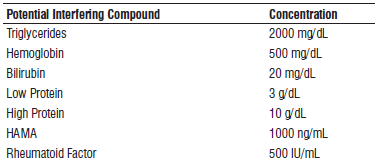 Potential Interfering Compound Concentration
Triglycerides 2000 mg/dL
Hemoglobin 500 mg/dL
Bilirubin 20 mg/dL
Low Protein 3 g/dL
High Protein 10 g/dL
HAMA 1000 ng/mL
Rheumatoid Factor 500 IU/mL